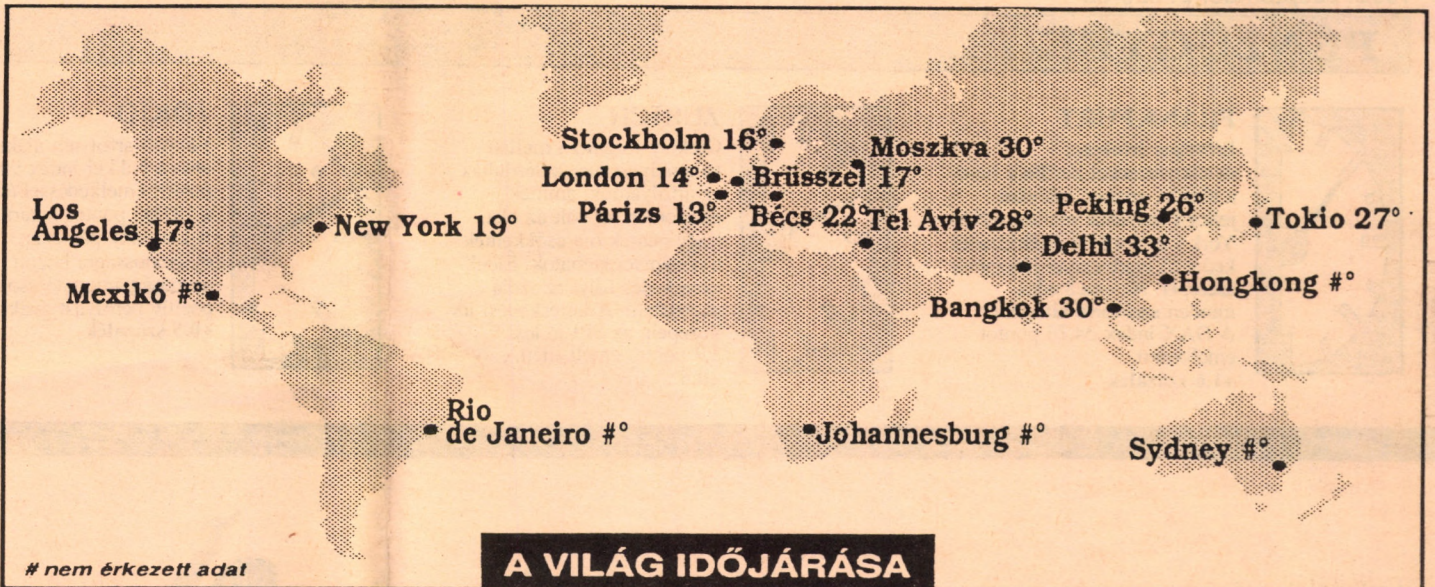 Stockholm 16°
Moszkva 30°
London 14°
Brüsszel 17°
Párizs 13°
Bécs 22°
Tel Aviv 28°
Peking 26°
Tokio 27°
Los
Angeles 17°
New York 19°
Delhi 33°
Mexikó #°
Hongkong #°
Bangkok 30°
Rio
de Janeiro #°
Johannesburg #°
Sydney #°
# nem érkezett adat
A VILÁG IDŐJÁRÁSA